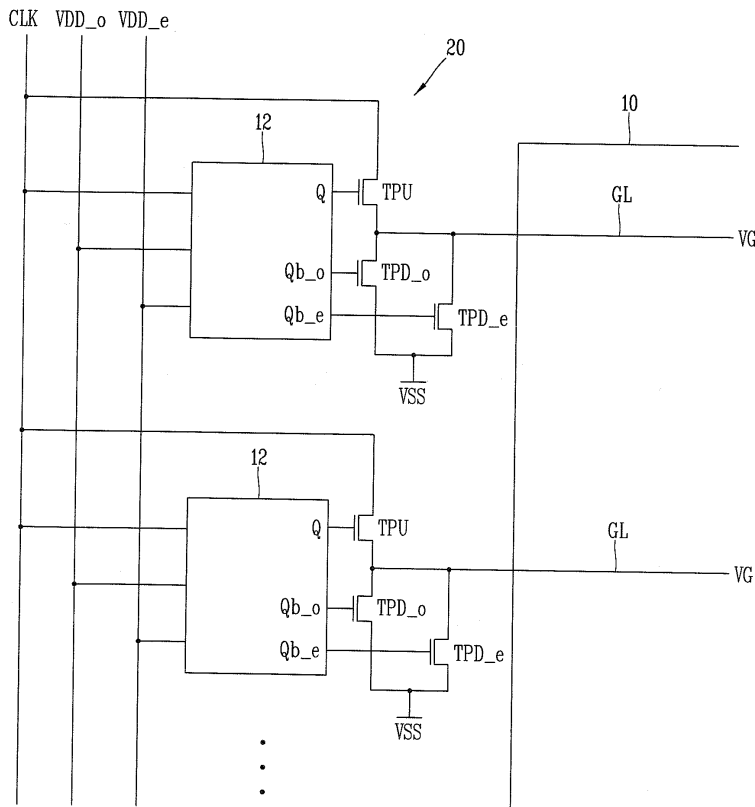 CLK VDD_o VDD_e
20
10
12
Q TPU
GL
VG
Qb_o TPD_o
Qb_e TPD_e
VSS
12
Q TPU
GL
VG
Qb_o TPD_o
Qb_e TPD_e
VSS